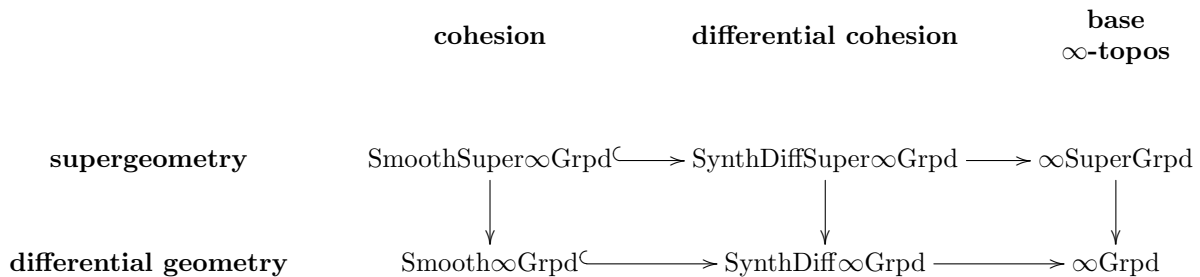 base
cohesion differential cohesion ∞-topos
supergeometry SmoothSuper∞Grpd SynthDiffSuper∞Grpd ∞SuperGrpd
differential geometry Smooth∞Grpd SynthDiff∞Grpd ∞Grpd